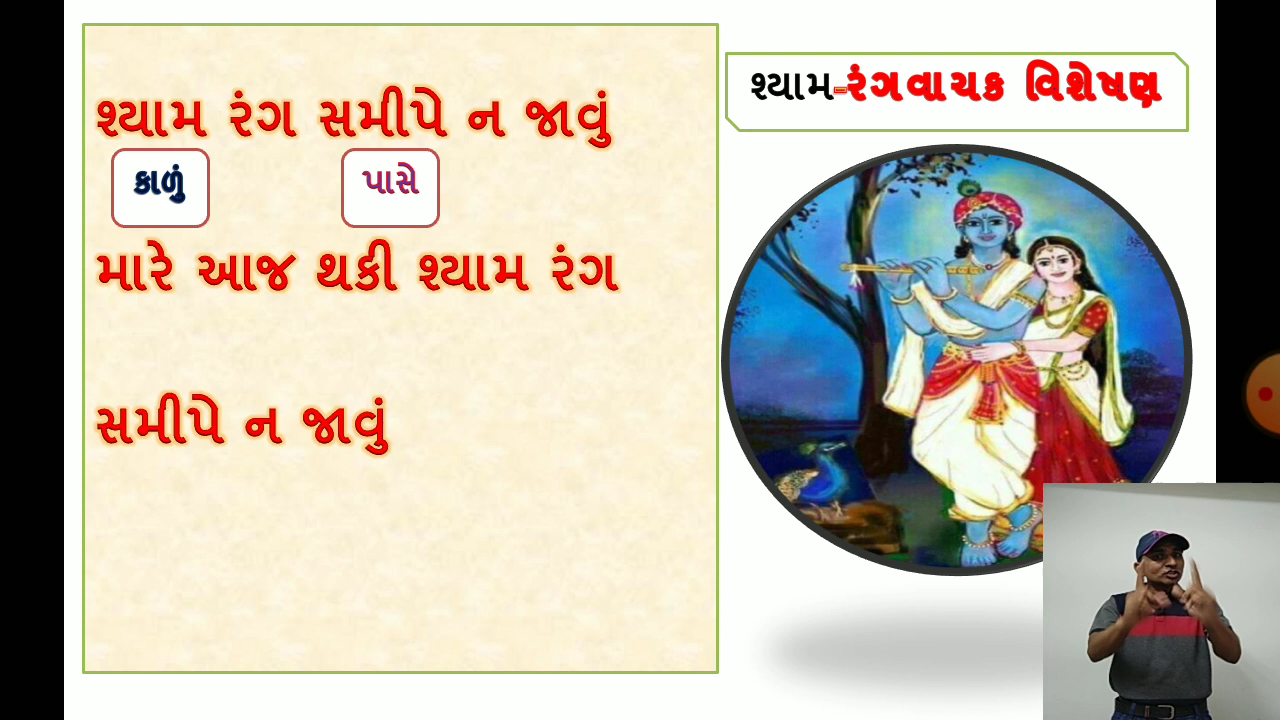 શ્યામ રંગ સમીપે ન જાવું
કાળું
પાસે
મારે આજ થકી શ્યામ રંગ
સમીપે ન જાવું
શ્યામ-રંગવાચક વિશેષણ